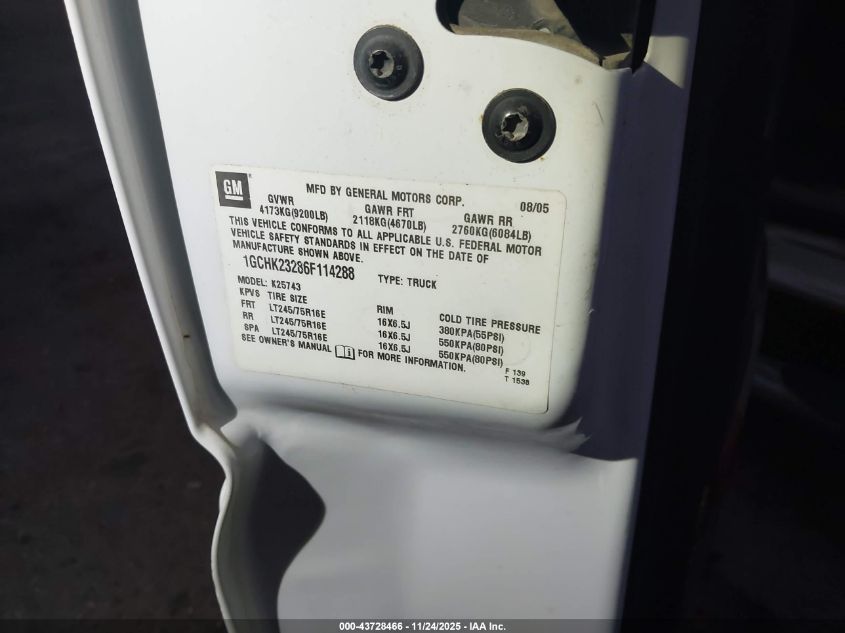 GM
MFD BY GENERAL MOTORS CORP. 08/05
GVWR GAWR FRT GAWR RR
4173KG(9200LB) 2118KG(4670LB) 2760KG(6084LB)
THIS VEHICLE CONFORMS TO ALL APPLICABLE U.S. FEDERAL MOTOR
VEHICLE SAFETY STANDARDS IN EFFECT ON THE DATE OF
MANUFACTURE SHOWN ABOVE.
1GCHK23286F114288 TYPE: TRUCK
MODEL: K25743
KPVS TIRE SIZE RIM COLD TIRE PRESSURE
FRT LT245/75R16E 16X6.5J 380KPA(55PSI)
RR LT245/75R16E 16X6.5J 550KPA(80PSI)
SPA LT245/75R16E 16X6.5J 550KPA(80PSI)
SEE OWNER'S MANUAL i FOR MORE INFORMATION.
F 139
T 1538
000-43728466 - 11/24/2025 - IAA Inc.